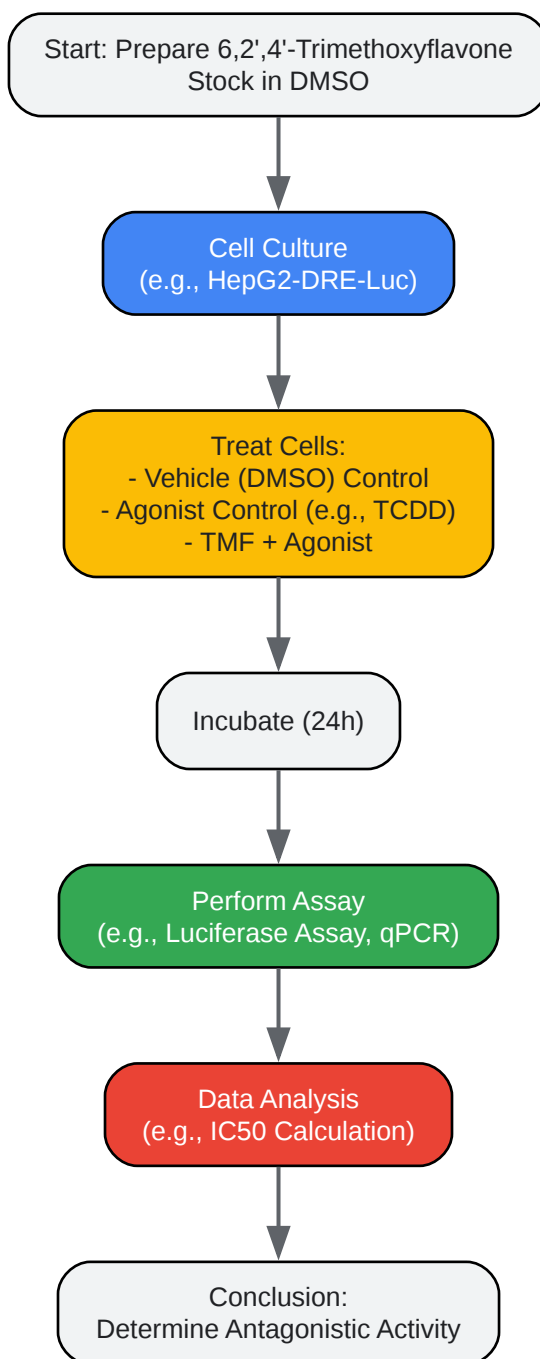 Start: Prepare 6,2',4'-Trimethoxyflavone
Stock in DMSO
Cell Culture
(e.g., HepG2-DRE-Luc)
Treat Cells:
- Vehicle (DMSO) Control
- Agonist Control (e.g., TCDD)
- TMF + Agonist
Incubate (24h)
Perform Assay
(e.g., Luciferase Assay, qPCR)
Data Analysis
(e.g., IC50 Calculation)
Conclusion:
Determine Antagonistic Activity